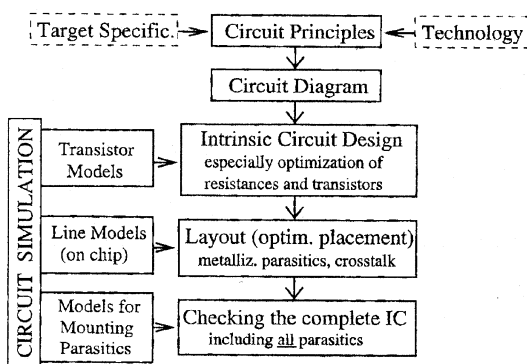 Target Specific.
Circuit Principles
Technology
Circuit Diagram
CIRCUIT SIMULATION
Transistor
Models
Intrinsic Circuit Design
especially optimization of
resistances and transistors
Line Models
(on chip)
Layout (optim. placement)
metalliz. parasitics, crosstalk
Models for
Mounting
Parasitics
Checking the complete IC
including all parasitics